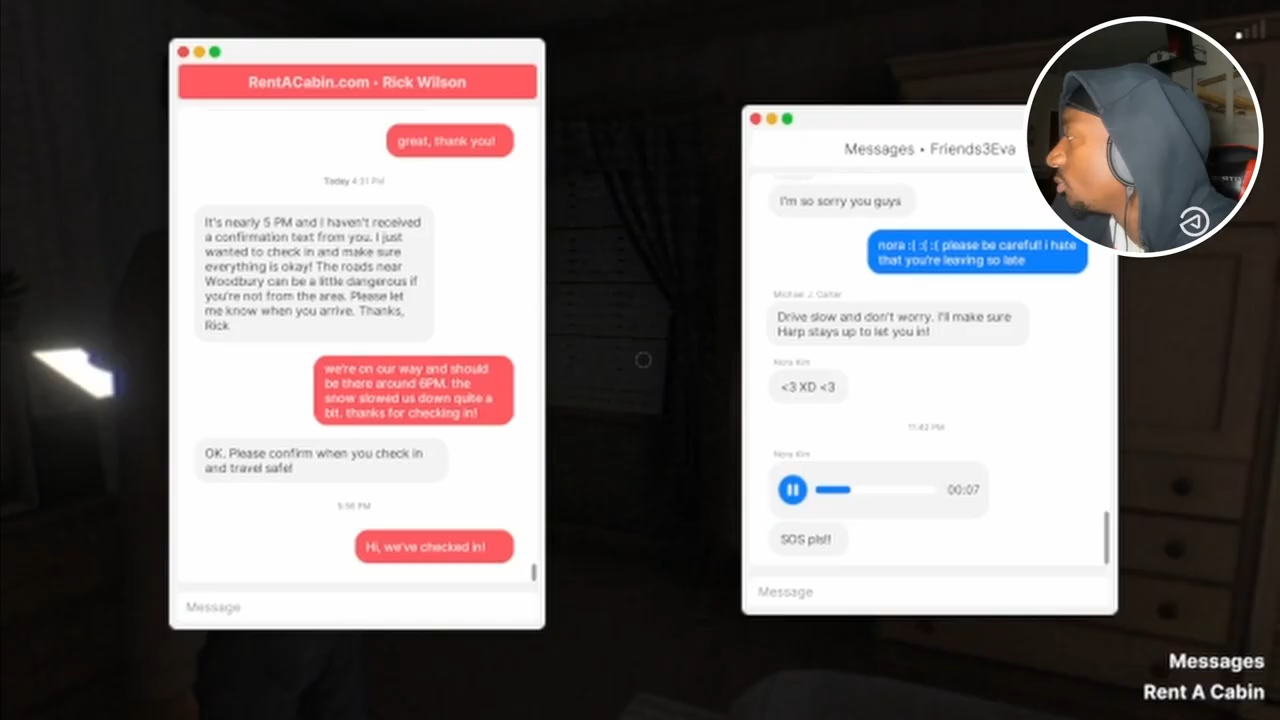 RentACabin.com • Rick Wilson
great, thank you!
Today 4:31 PM
It's nearly 5 PM and I haven't received
a confirmation text from you. I just
wanted to check in and make sure
everything is okay! The roads near
Woodbury can be a little dangerous if
you're not from the area. Please let
me know when you arrive. Thanks,
Rick
we're on our way and should
be there around 6PM. the
snow slowed us down quite a
bit. thanks for checking in!
OK. Please confirm when you check in
and travel safe!
5:56 PM
Hi, we've checked in!
Message
Messages • Friends3Eva
I'm so sorry you guys
nora :( :( :( please be careful! i hate
that you're leaving so late
Michael J. Carter
Drive slow and don't worry. I'll make sure
Harp stays up to let you in!
Nora Kim
<3 XD <3
11:42 PM
Nora Kim
00:07
SOS pls!!
Message
Messages
Rent A Cabin